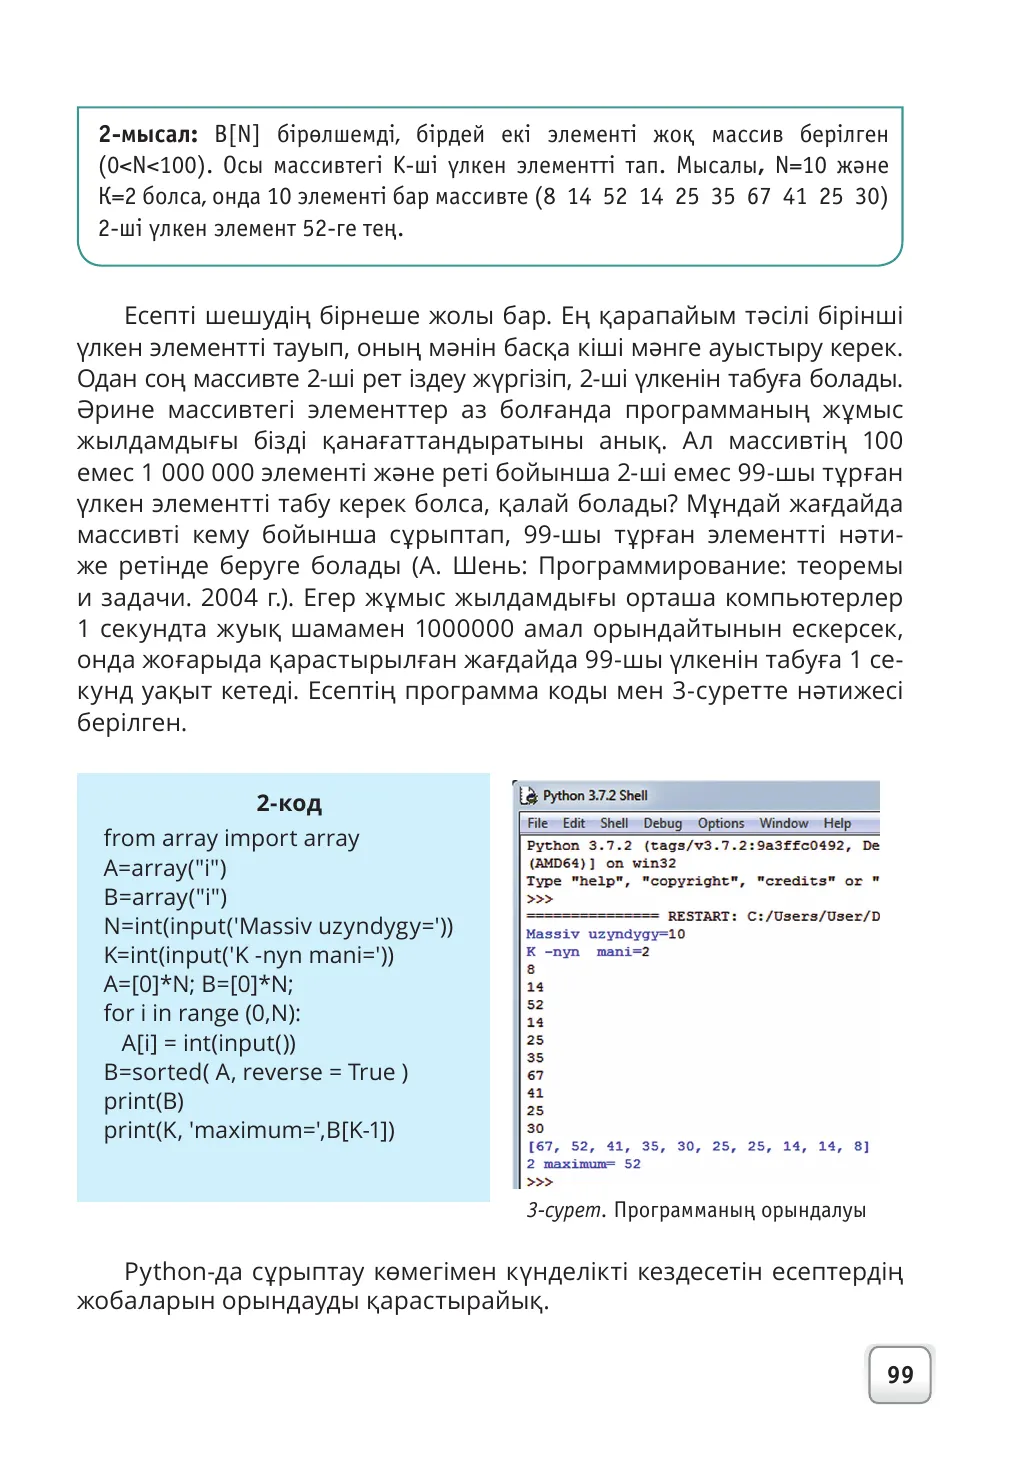 2-мысал: B[N] бірөлшемді, бірдей екі элементі жоқ массив берілген
(0<N<100). Осы массивтегі K-ші үлкен элементті тап. Мысалы, N=10 және
K=2 болса, онда 10 элементі бар массивте (8 14 52 14 25 35 67 41 25 30)
2-ші үлкен элемент 52-ге тең.
Есепті шешудің бірнеше жолы бар. Ең қарапайым тәсілі бірінші
үлкен элементті тауып, оның мәнін басқа кіші мәнге ауыстыру керек.
Одан соң массивте 2-ші рет іздеу жүргізіп, 2-ші үлкенін табуға болады.
Әрине массивтегі элементтер аз болғанда программаның жұмыс
жылдамдығы бізді қанағаттандыратыны анық. Ал массивтің 100
емес 1 000 000 элементі және реті бойынша 2-ші емес 99-шы тұрған
үлкен элементті табу керек болса, қалай болады? Мұндай жағдайда
массивті кему бойынша сұрыптап, 99-шы тұрған элементті нәти-
же ретінде беруге болады (А. Шень: Программирование: теоремы
и задачи. 2004 г.). Егер жұмыс жылдамдығы орташа компьютерлер
1 секундта жуық шамамен 1000000 амал орындайтынын ескерсек,
онда жоғарыда қарастырылған жағдайда 99-шы үлкенін табуға 1 се-
кунд уақыт кетеді. Есептің программа коды мен 3-суретте нәтижесі
берілген.
2-код
from array import array
A=array("i")
B=array("i")
N=int(input('Massiv uzyndygy='))
K=int(input('K -nyn mani='))
A=[0]*N; B=[0]*N;
for i in range (0,N):
A[i] = int(input())
B=sorted( A, reverse = True )
print(B)
print(K, 'maximum=',B[K-1])
Python 3.7.2 Shell
File Edit Shell Debug Options Window Help
Python 3.7.2 (tags/v3.7.2:9a3ffc0492, De
(AMD64)] on win32
Type "help", "copyright", "credits" or "
>>>
=============== RESTART: C:/Users/User/D
Massiv uzyndygy=10
K -nyn  mani=2
8
14
52
14
25
35
67
41
25
30
[67, 52, 41, 35, 30, 25, 25, 14, 14, 8]
2 maximum= 52
>>>
3-сурет. Программаның орындалуы
Python-да сұрыптау көмегімен күнделікті кездесетін есептердің
жобаларын орындауды қарастырайық.
99